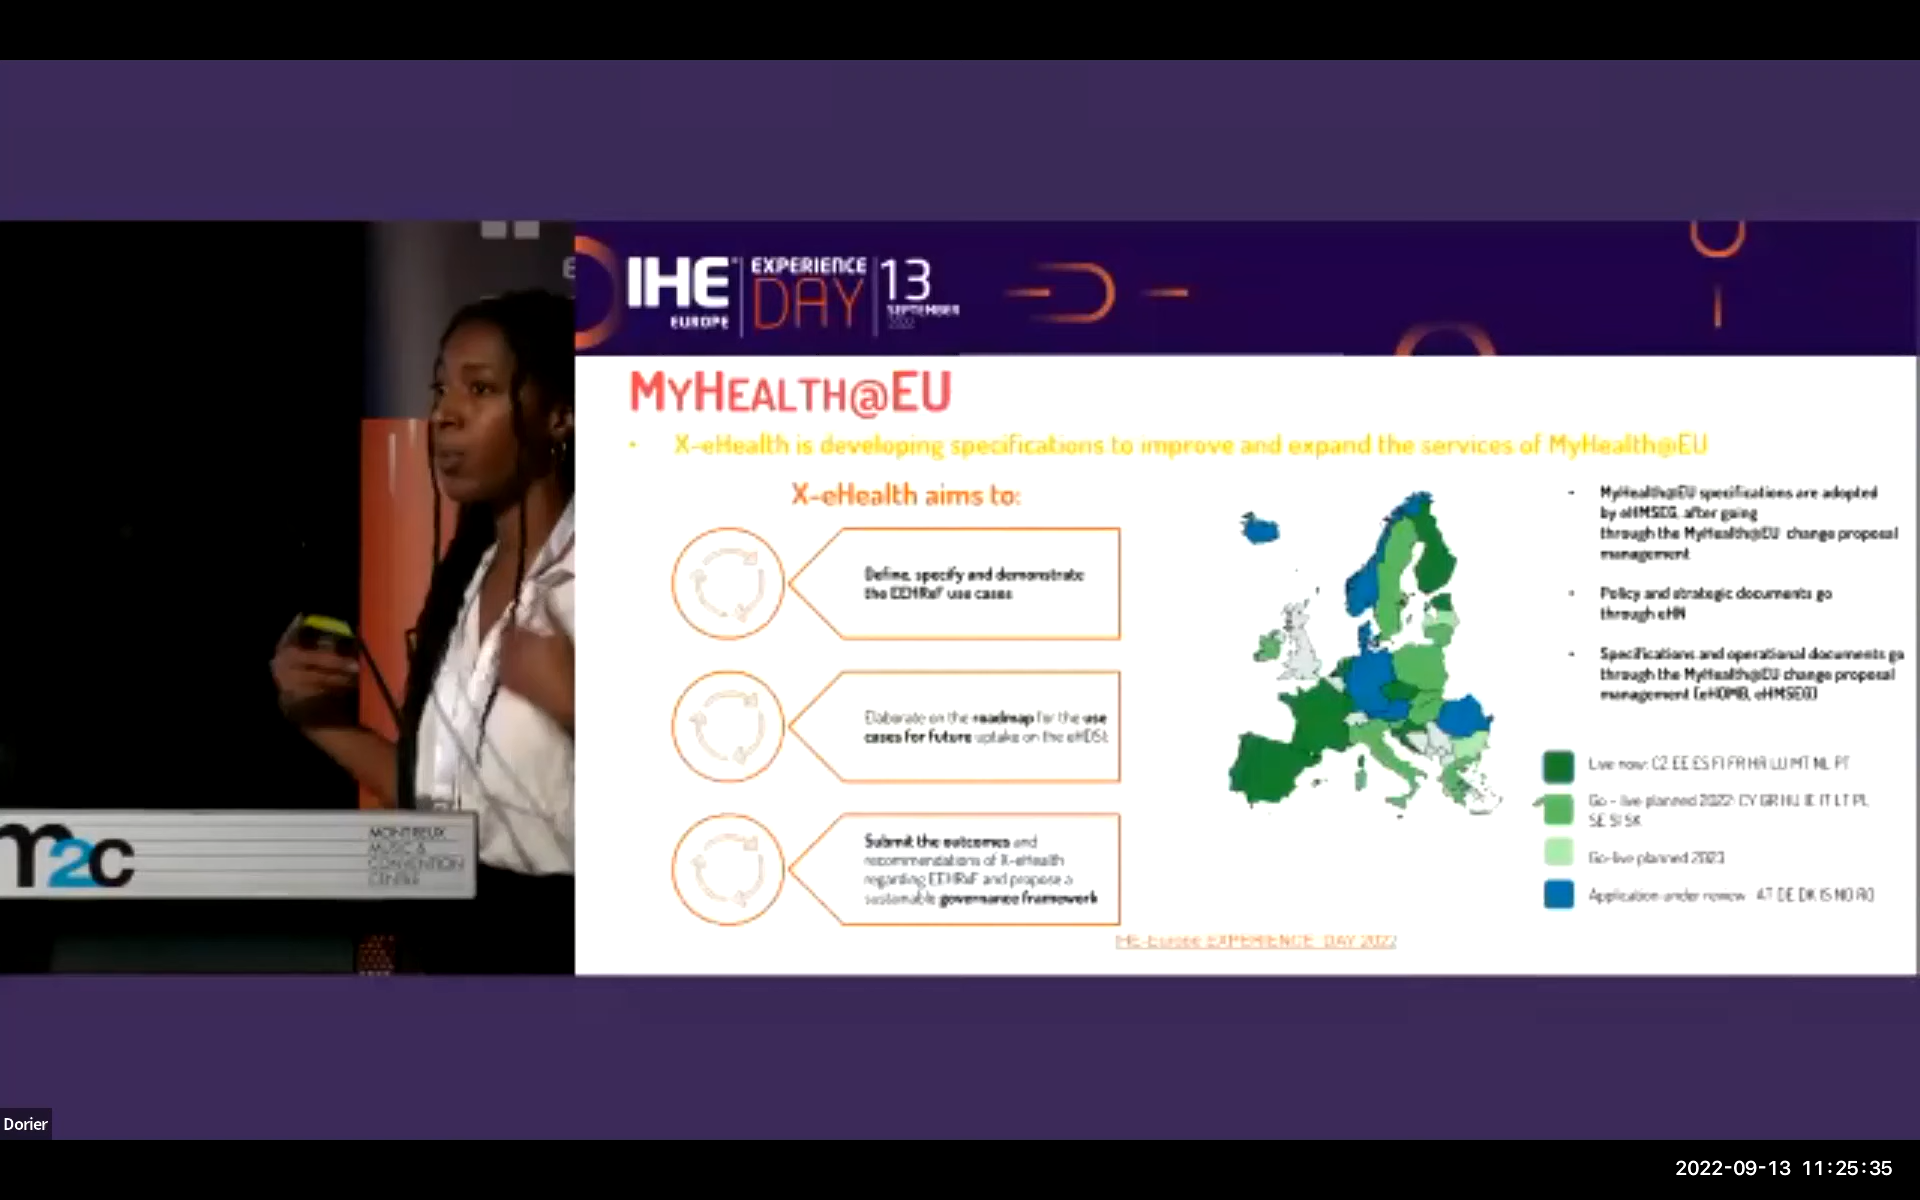 IHE
EUROPE
EXPERIENCE
DAY
13
SEPTEMBER
2022
MYHEALTH@EU
• X-eHealth is developing specifications to improve and expand the services of MyHealth@EU
X-eHealth aims to:
Define, specify and demonstrate
the EEHRxF use cases
Elaborate on the roadmap for the use
cases for future uptake on the eHDSI
Submit the outcomes and
recommendations of X-eHealth
regarding EEHRxF and propose a
sustainable governance framework
• MyHealth@EU specifications are adopted
by eHMSEG, after going
through the MyHealth@EU change proposal
management
• Policy and strategic documents go
through eHN
• Specifications and operational documents go
through the MyHealth@EU change proposal
management (eHOMB, eHMSEG)
Live now: CZ EE ES FI FR HR LU MT NL PT
Go - live planned 2022: CY GR HU IE IT LT PL
SE SI SK
Go-live planned 2023
Application under review AT DE DK IS NO RO
IHE-Europe EXPERIENCE DAY 2022
m2c
MONTREUX
MUSIC &
CONVENTION
CENTRE
Dorier
2022-09-13 11:25:35